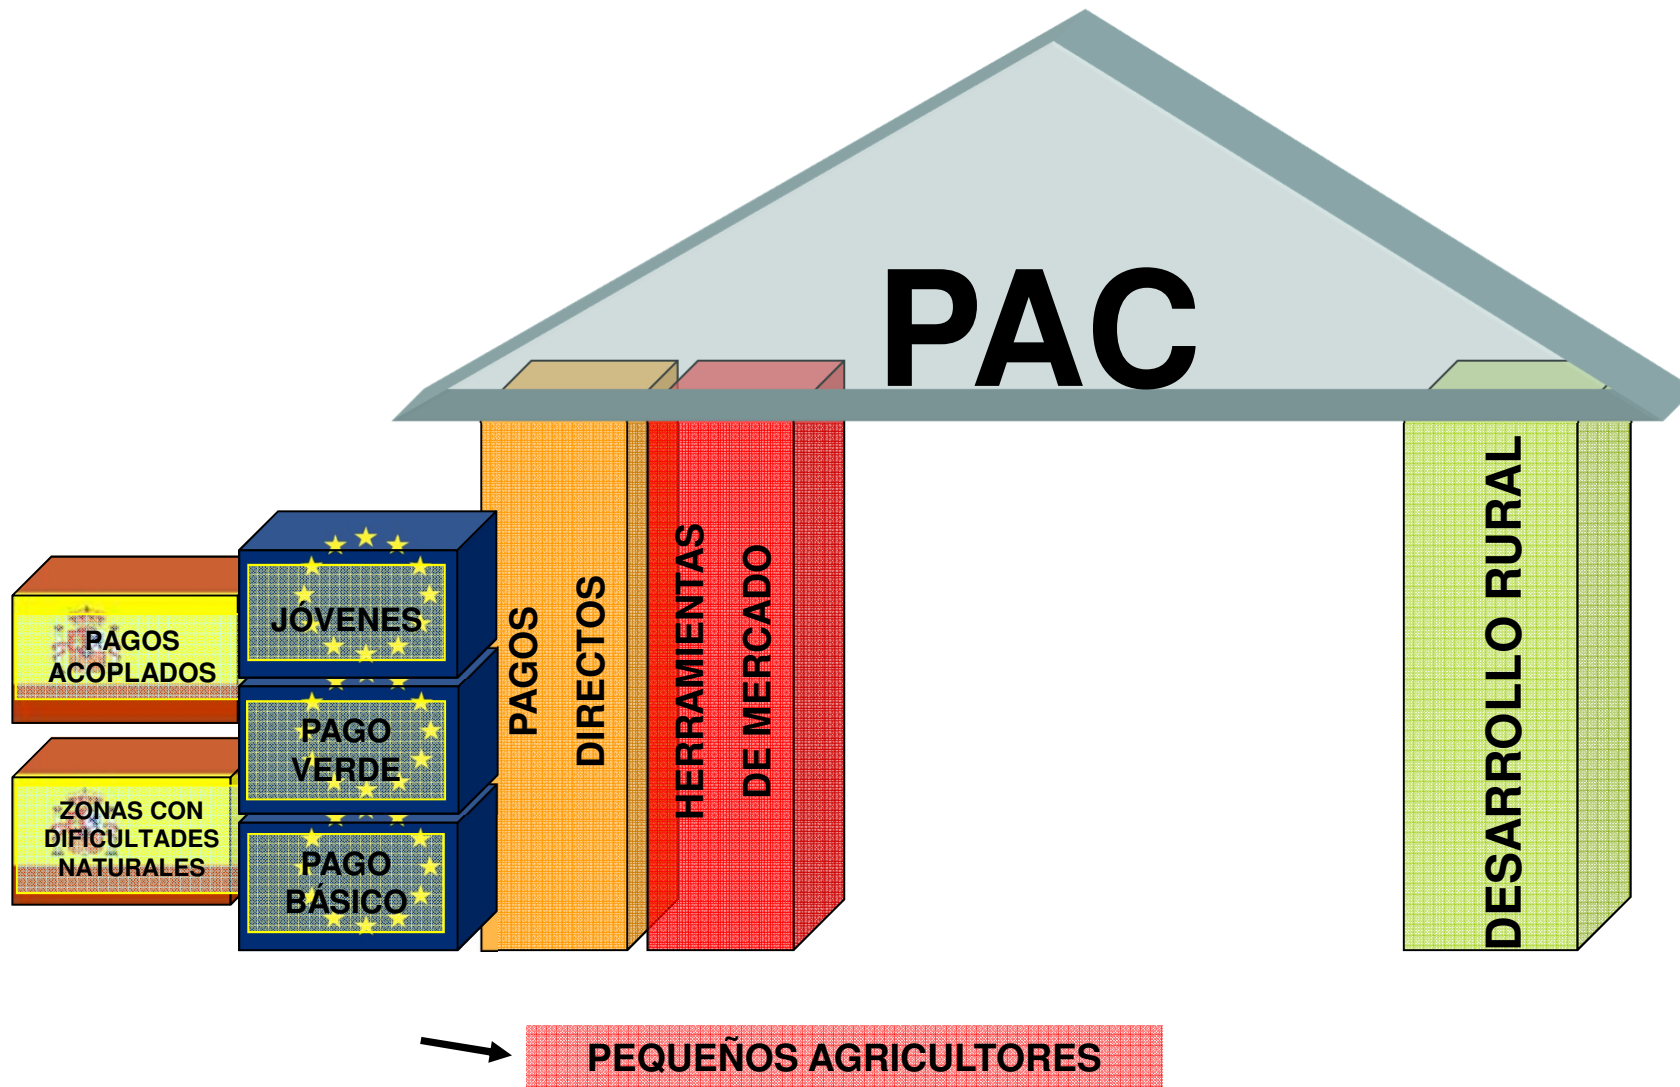 PAC
JÓVENES
PAGOS
ACOPLADOS
PAGO
VERDE
ZONAS CON
DIFICULTADES
NATURALES
PAGO
BÁSICO
PAGOS
DIRECTOS
HERRAMIENTAS
DE MERCADO
DESARROLLO RURAL
PEQUEÑOS AGRICULTORES